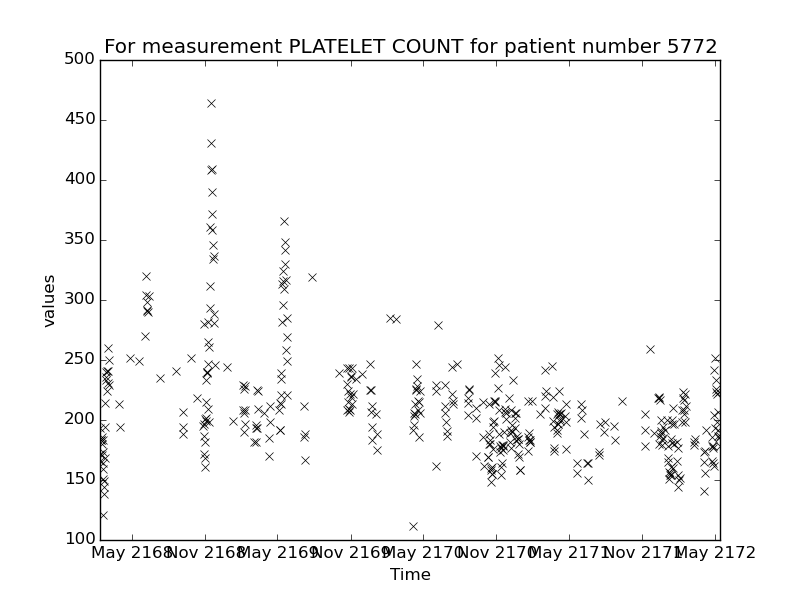 For measurement PLATELET COUNT for patient number 5772
500
450
400
350
300
250
200
150
100
values
May 2168 Nov 2168 May 2169 Nov 2169 May 2170 Nov 2170 May 2171 Nov 2171 May 2172
Time